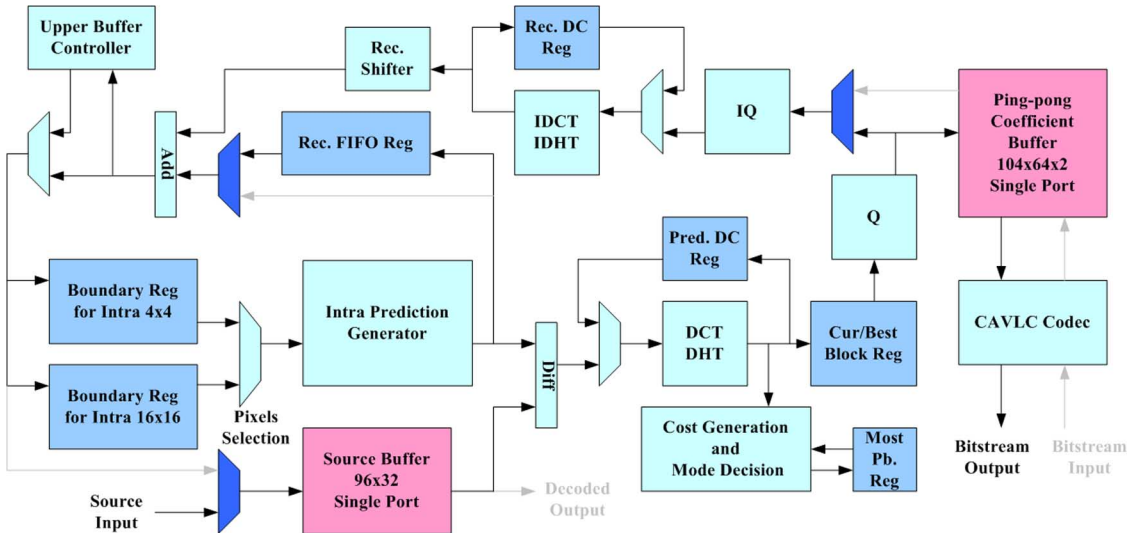 Upper Buffer
Controller
Rec.
Shifter
Rec. DC
Reg
IDCT
IDHT
IQ
Ping-pong
Coefficient
Buffer
104x64x2
Single Port
Add
Rec. FIFO Reg
Q
Pred. DC
Reg
Boundary Reg
for Intra 4x4
Intra Prediction
Generator
Diff
DCT
DHT
Cur/Best
Block Reg
CAVLC Codec
Boundary Reg
for Intra 16x16
Pixels
Selection
Cost Generation
and
Mode Decision
Most
Pb.
Reg
Bitstream
Output
Bitstream
Input
Source Buffer
96x32
Single Port
Source
Input
Decoded
Output